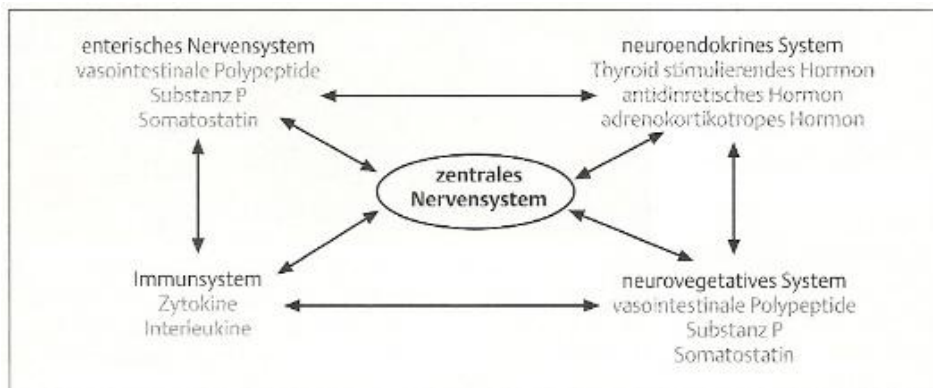 enterisches Nervensystem
vasointestinale Polypeptide
Substanz P
Somatostatin
neuroendokrines System
Thyroid stimulierendes Hormon
antidinretisches Hormon
adrenokortikotropes Hormon
zentrales
Nervensystem
Immunsystem
Zytokine
Interleukine
neurovegetatives System
vasointestinale Polypeptide
Substanz P
Somatostatin